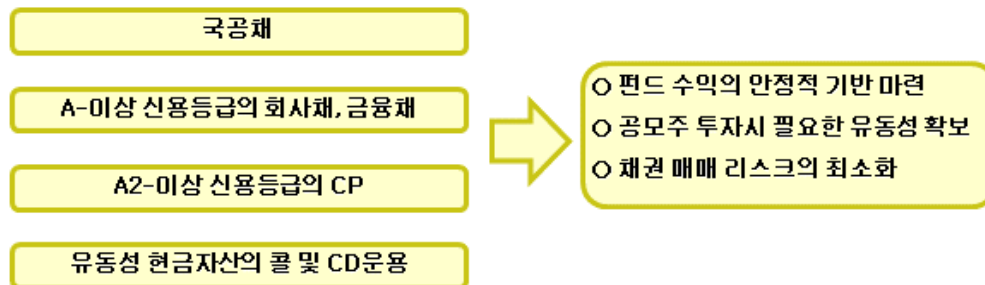 국공채
A-이상 신용등급의 회사채, 금융채
A2-이상 신용등급의 CP
유동성 현금자산의 콜 및 CD운용
○ 펀드 수익의 안정적 기반 마련
○ 공모주 투자시 필요한 유동성 확보
○ 채권 매매 리스크의 최소화